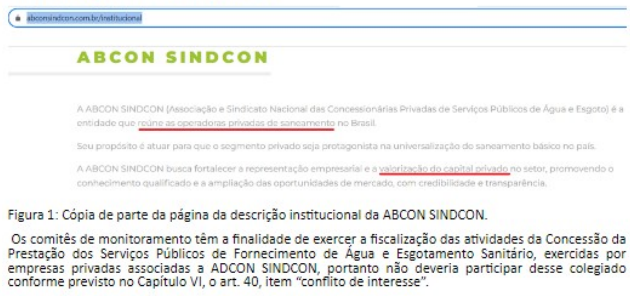 abconsindcon.com.br/institucional
ABCON SINDCON
A ABCON SINDCON (Associação e Sindicato Nacional das Concessionárias Privadas de Serviços Públicos de Água e Esgoto) é a
entidade que reúne as operadoras privadas de saneamento no Brasil.
Seu propósito é atuar para que o segmento privado seja protagonista na universalização do saneamento básico no país.
A ABCON SINDCON busca fortalecer a representação empresarial e a valorização do capital privado no setor, promovendo o
conhecimento qualificado e a ampliação das oportunidades de mercado, com credibilidade e transparência.
Figura 1: Cópia de parte da página da descrição institucional da ABCON SINDCON.
Os comitês de monitoramento têm a finalidade de exercer a fiscalização das atividades da Concessão da
Prestação dos Serviços Públicos de Fornecimento de Água e Esgotamento Sanitário, exercidas por
empresas privadas associadas a ADCON SINDCON, portanto não deveria participar desse colegiado
conforme previsto no Capítulo VI, o art. 40, item “conflito de interesse”.